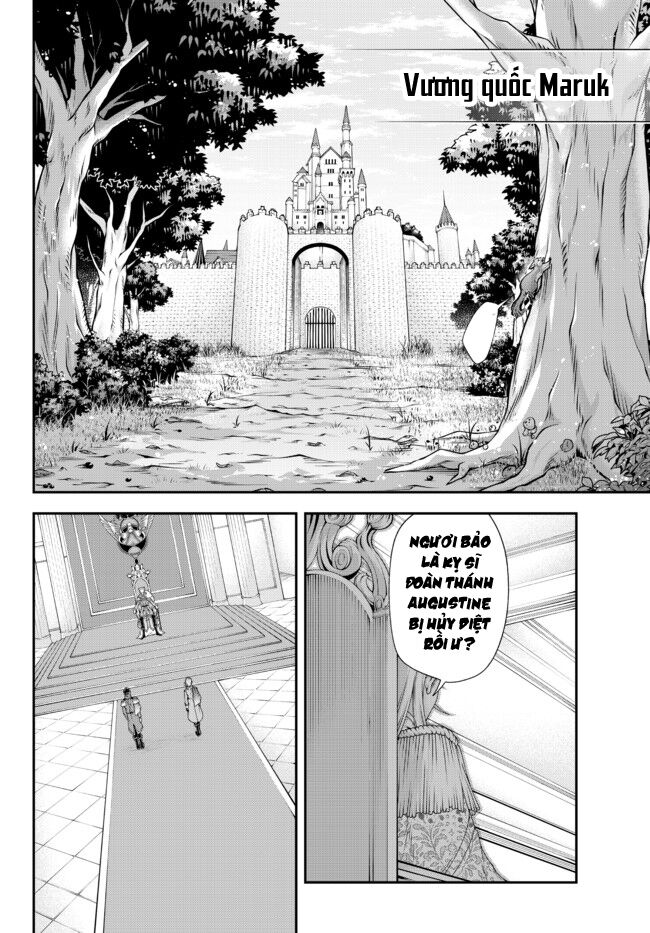 Vương quốc Maruk
NGƯƠI BẢO
LÀ KỴ SĨ
ĐOÀN THÁNH
AUGUSTINE
BỊ HỦY DIỆT
RỒI Ư?